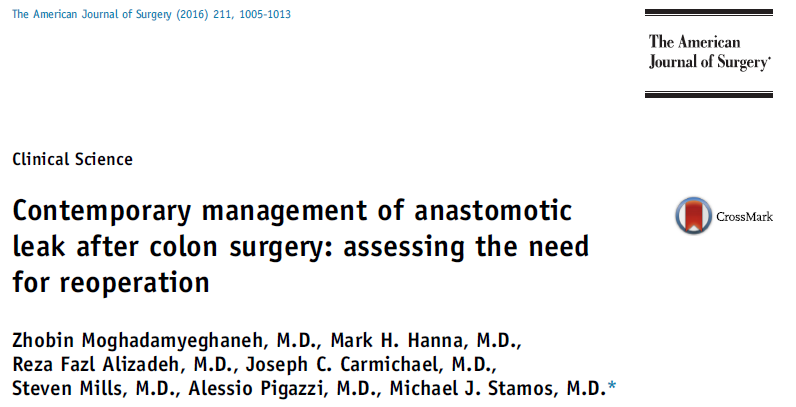 The American Journal of Surgery (2016) 211, 1005-1013
The American
Journal of Surgery®
Clinical Science
Contemporary management of anastomotic
leak after colon surgery: assessing the need
for reoperation
CrossMark
Zhobin Moghadamyeghaneh, M.D., Mark H. Hanna, M.D.,
Reza Fazl Alizadeh, M.D., Joseph C. Carmichael, M.D.,
Steven Mills, M.D., Alessio Pigazzi, M.D., Michael J. Stamos, M.D.*